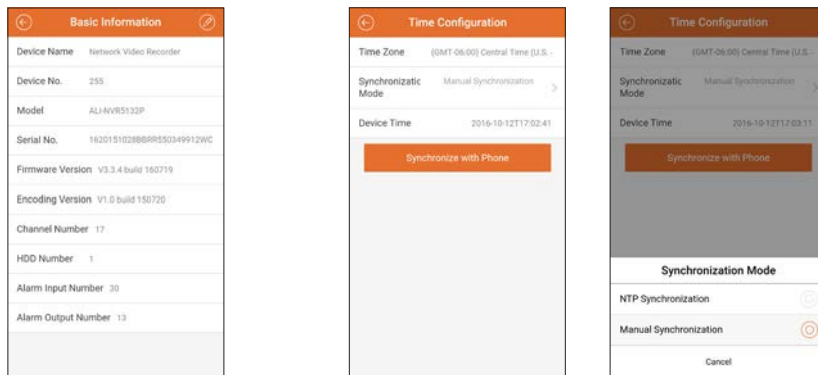 Basic Information
Device Name Network Video Recorder
Device No. 255
Model ALI-NVR5132P
Serial No. 1620151028BBRR550349912WC
Firmware Version V3.3.4 build 160719
Encoding Version V1.0 build 150720
Channel Number 17
HDD Number 1
Alarm Input Number 30
Alarm Output Number 13
Time Configuration
Time Zone (GMT-06:00) Central Time (U.S. -
Synchronizatic Manual Synchronization
Mode
Device Time 2016-10-12T17:02:41
Synchronize with Phone
Time Configuration
Time Zone (GMT-06:00) Central Time (U.S. -
Synchronizatic Manual Synchronization
Mode
Device Time 2016-10-12T17:03:11
Synchronize with Phone
Synchronization Mode
NTP Synchronization
Manual Synchronization
Cancel